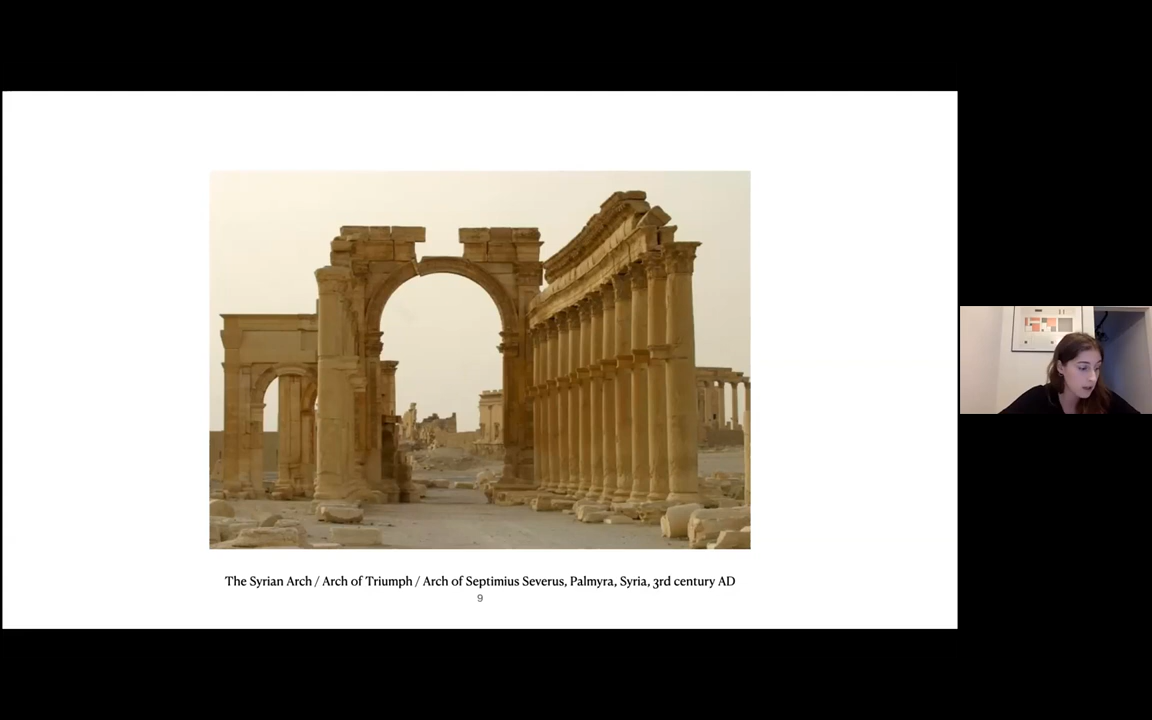 The Syrian Arch / Arch of Triumph / Arch of Septimius Severus, Palmyra, Syria, 3rd century AD
9